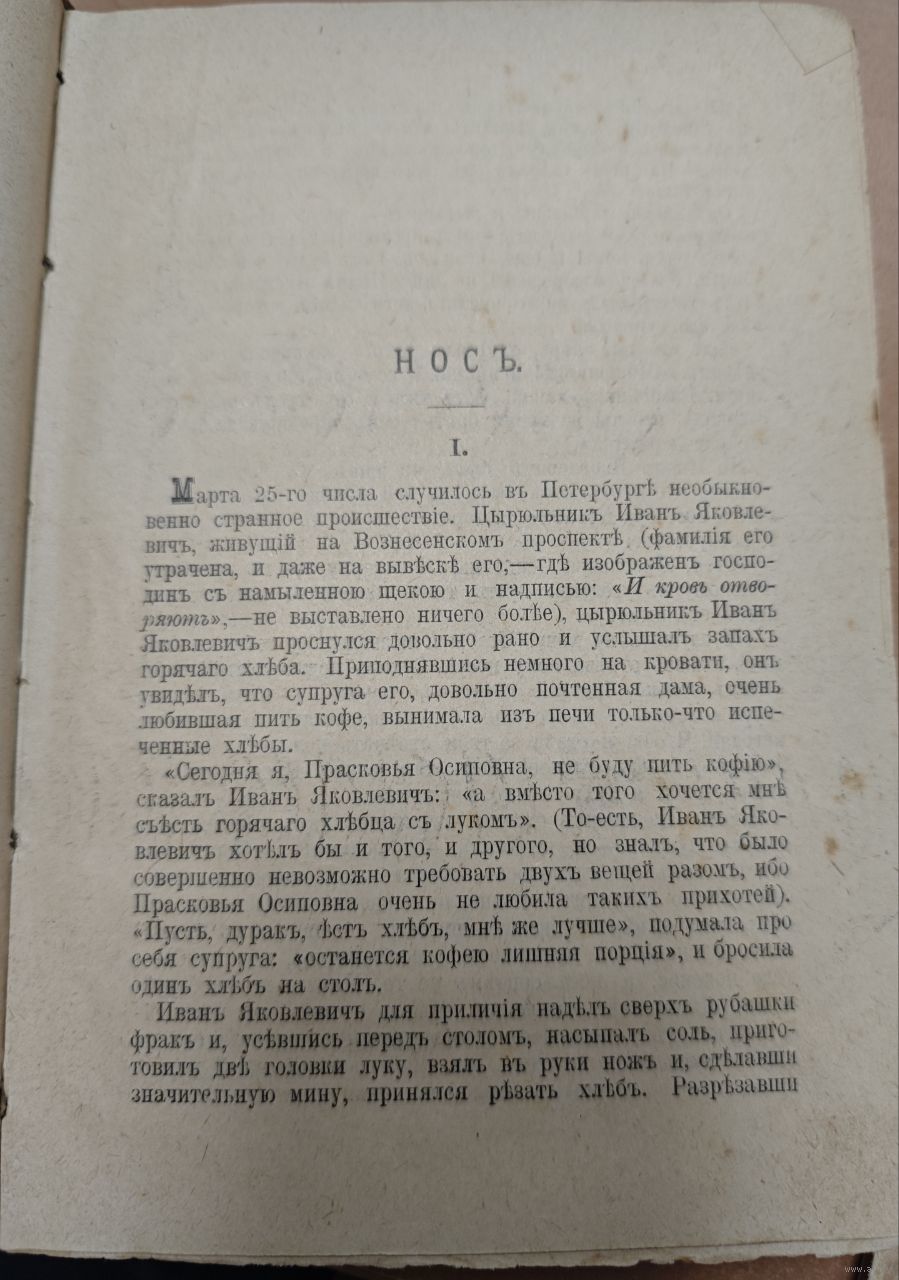 НОСЪ.
I.
Марта 25-го числа случилось въ Петербургѣ необыкно-
венно странное происшествіе. Цырюльникъ Иванъ Яковле-
вичъ, живущій на Вознесенскомъ проспектѣ (фамилія его
утрачена, и даже на вывѣскѣ его,—гдѣ изображенъ госпо-
динъ съ намыленною щекою и надписью: «И кровь отво-
ряютъ»,—не выставлено ничего болѣе), цырюльникъ Иванъ
Яковлевичъ проснулся довольно рано и услышалъ запахъ
горячаго хлѣба. Приподнявшись немного на кровати, онъ
увидѣлъ, что супруга его, довольно почтенная дама, очень
любившая пить кофе, вынимала изъ печи только-что испе-
ченные хлѣбы.
«Сегодня я, Прасковья Осиповна, не буду пить кофію»,
сказалъ Иванъ Яковлевичъ: «а вмѣсто того хочется мнѣ
съѣсть горячаго хлѣбца съ лукомъ». (То-есть, Иванъ Яко-
влевичъ хотѣлъ бы и того, и другого, но зналъ, что было
совершенно невозможно требовать двухъ вещей разомъ, ибо
Прасковья Осиповна очень не любила такихъ прихотей).
«Пусть, дуракъ, ѣстъ хлѣбъ, мнѣ же лучше», подумала про
себя супруга: «останется кофею лишняя порція», и бросила
одинъ хлѣбъ на столъ.
Иванъ Яковлевичъ для приличія надѣлъ сверхъ рубашки
фракъ и, усѣвшись передъ столомъ, насыпалъ соль, приго-
товилъ двѣ головки луку, взялъ въ руки ножъ и, сдѣлавши
значительную мину, принялся рѣзать хлѣбъ. Разрѣзавши